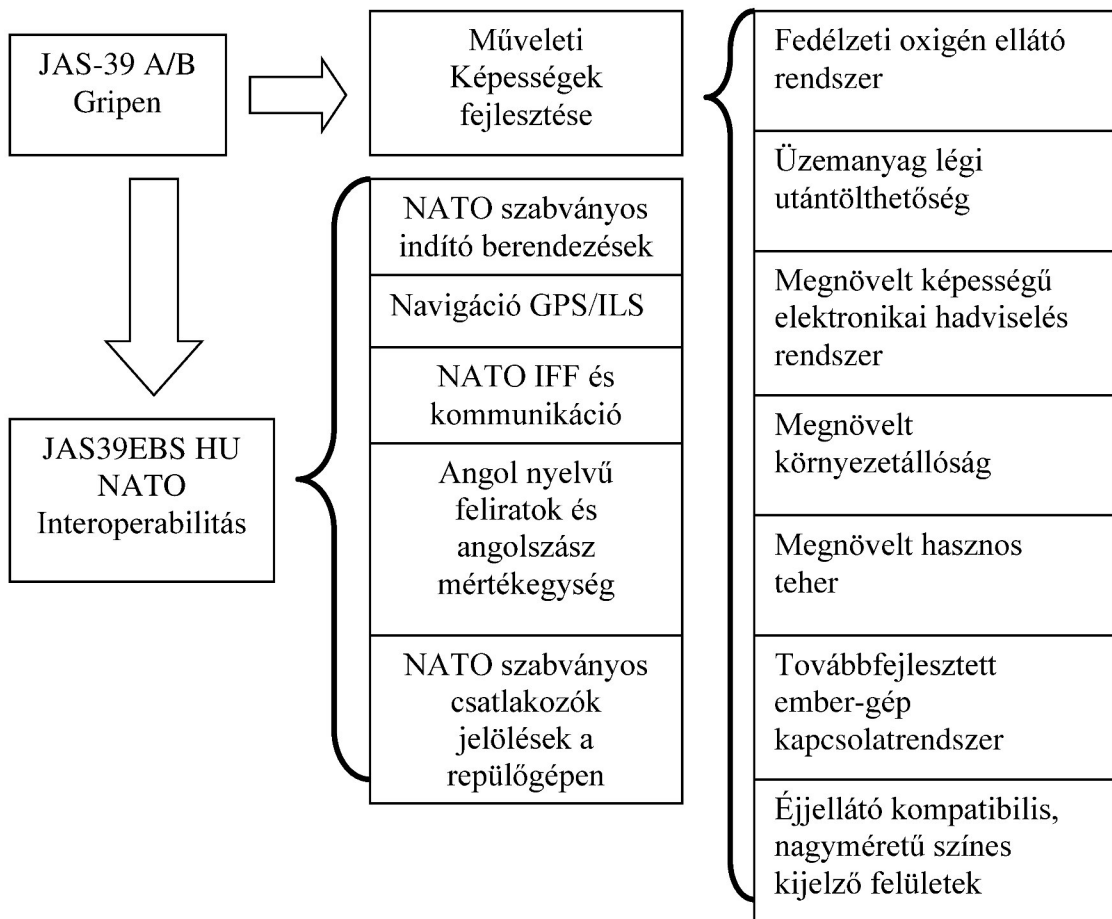 JAS-39 A/B
Gripen
Műveleti
Képességek
fejlesztése
Fedélzeti oxigén ellátó
rendszer
Üzemanyag légi
utántölthetőség
Megnövelt képességű
elektronikai hadviselés
rendszer
Megnövelt
környezetállóság
Megnövelt hasznos
teher
Továbbfejlesztett
ember-gép
kapcsolatrendszer
Éjjellátó kompatibilis,
nagyméretű színes
kijelző felületek
JAS39EBS HU
NATO
Interoperabilitás
NATO szabványos
indító berendezések
Navigáció GPS/ILS
NATO IFF és
kommunikáció
Angol nyelvű
feliratok és
angolszász
mértékegység
NATO szabványos
csatlakozók
jelölések a
repülőgépen